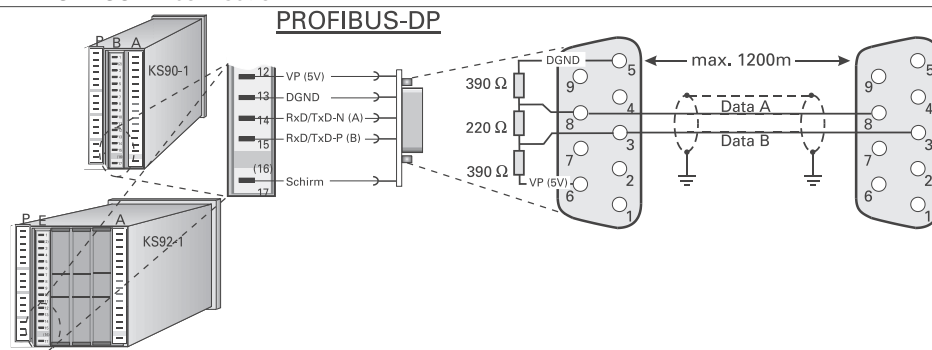 PROFIBUS-DP
P B A
KS90-1
P E A
KS92-1
12 VP (5V)
13 DGND
14 RxD/TxD-N (A)
15 RxD/TxD-P (B)
(16)
17 Schirm
390 Ω
220 Ω
390 Ω
DGND
VP (5V)
5
9
4
8
3
7
2
6
1
max. 1200m
Data A
Data B
5
9
4
8
3
7
2
6
1